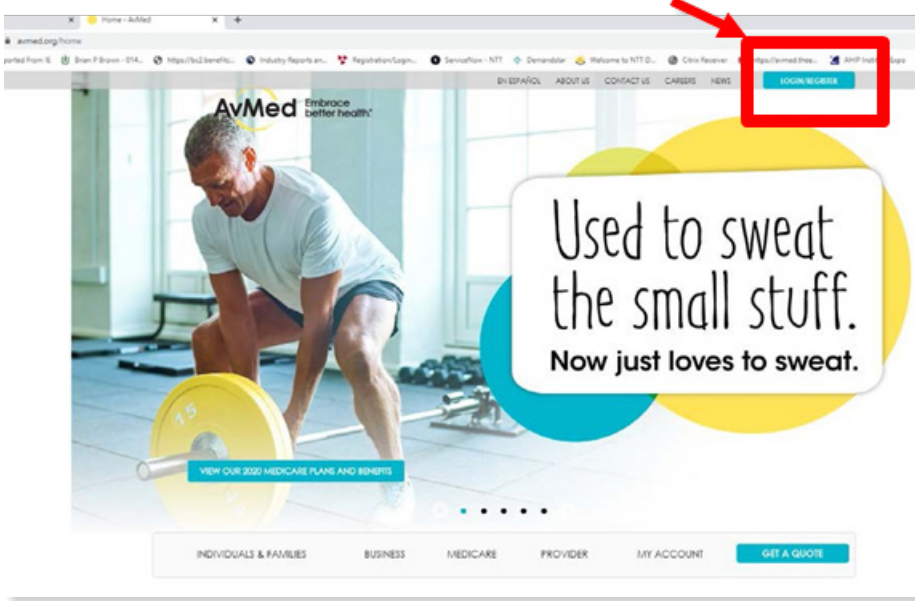 Home - AvMed
avmed.org/home
Brian P Brown - 014... https://bs2.benefitc... Industry Reports an... Registration/Login... ServiceNow - NTT Demandstar Welcome to NTT D... Citrix Receiver
EN ESPAÑOL ABOUT US CONTACT US CAREERS NEWS LOGIN/REGISTER
AvMed Embrace
better health.
Used to sweat
the small stuff.
Now just loves to sweat.
15
VIEW OUR 2020 MEDICARE PLANS AND BENEFITS
INDIVIDUALS & FAMILIES BUSINESS MEDICARE PROVIDER MY ACCOUNT GET A QUOTE